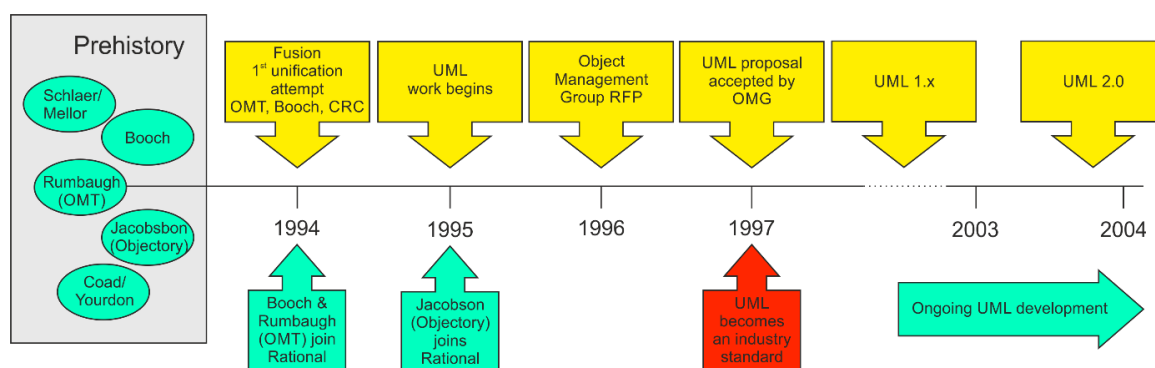 Prehistory
Schlaer/
Mellor
Booch
Rumbaugh
(OMT)
Jacobsbon
(Objectory)
Coad/
Yourdon
Fusion
1st unification
attempt
OMT, Booch, CRC
UML
work begins
Object
Management
Group RFP
UML proposal
accepted by
OMG
UML 1.x
UML 2.0
1994
1995
1996
1997
2003
2004
Booch &
Rumbaugh
(OMT) join
Rational
Jacobson
(Objectory)
joins
Rational
UML
becomes
an industry
standard
Ongoing UML development